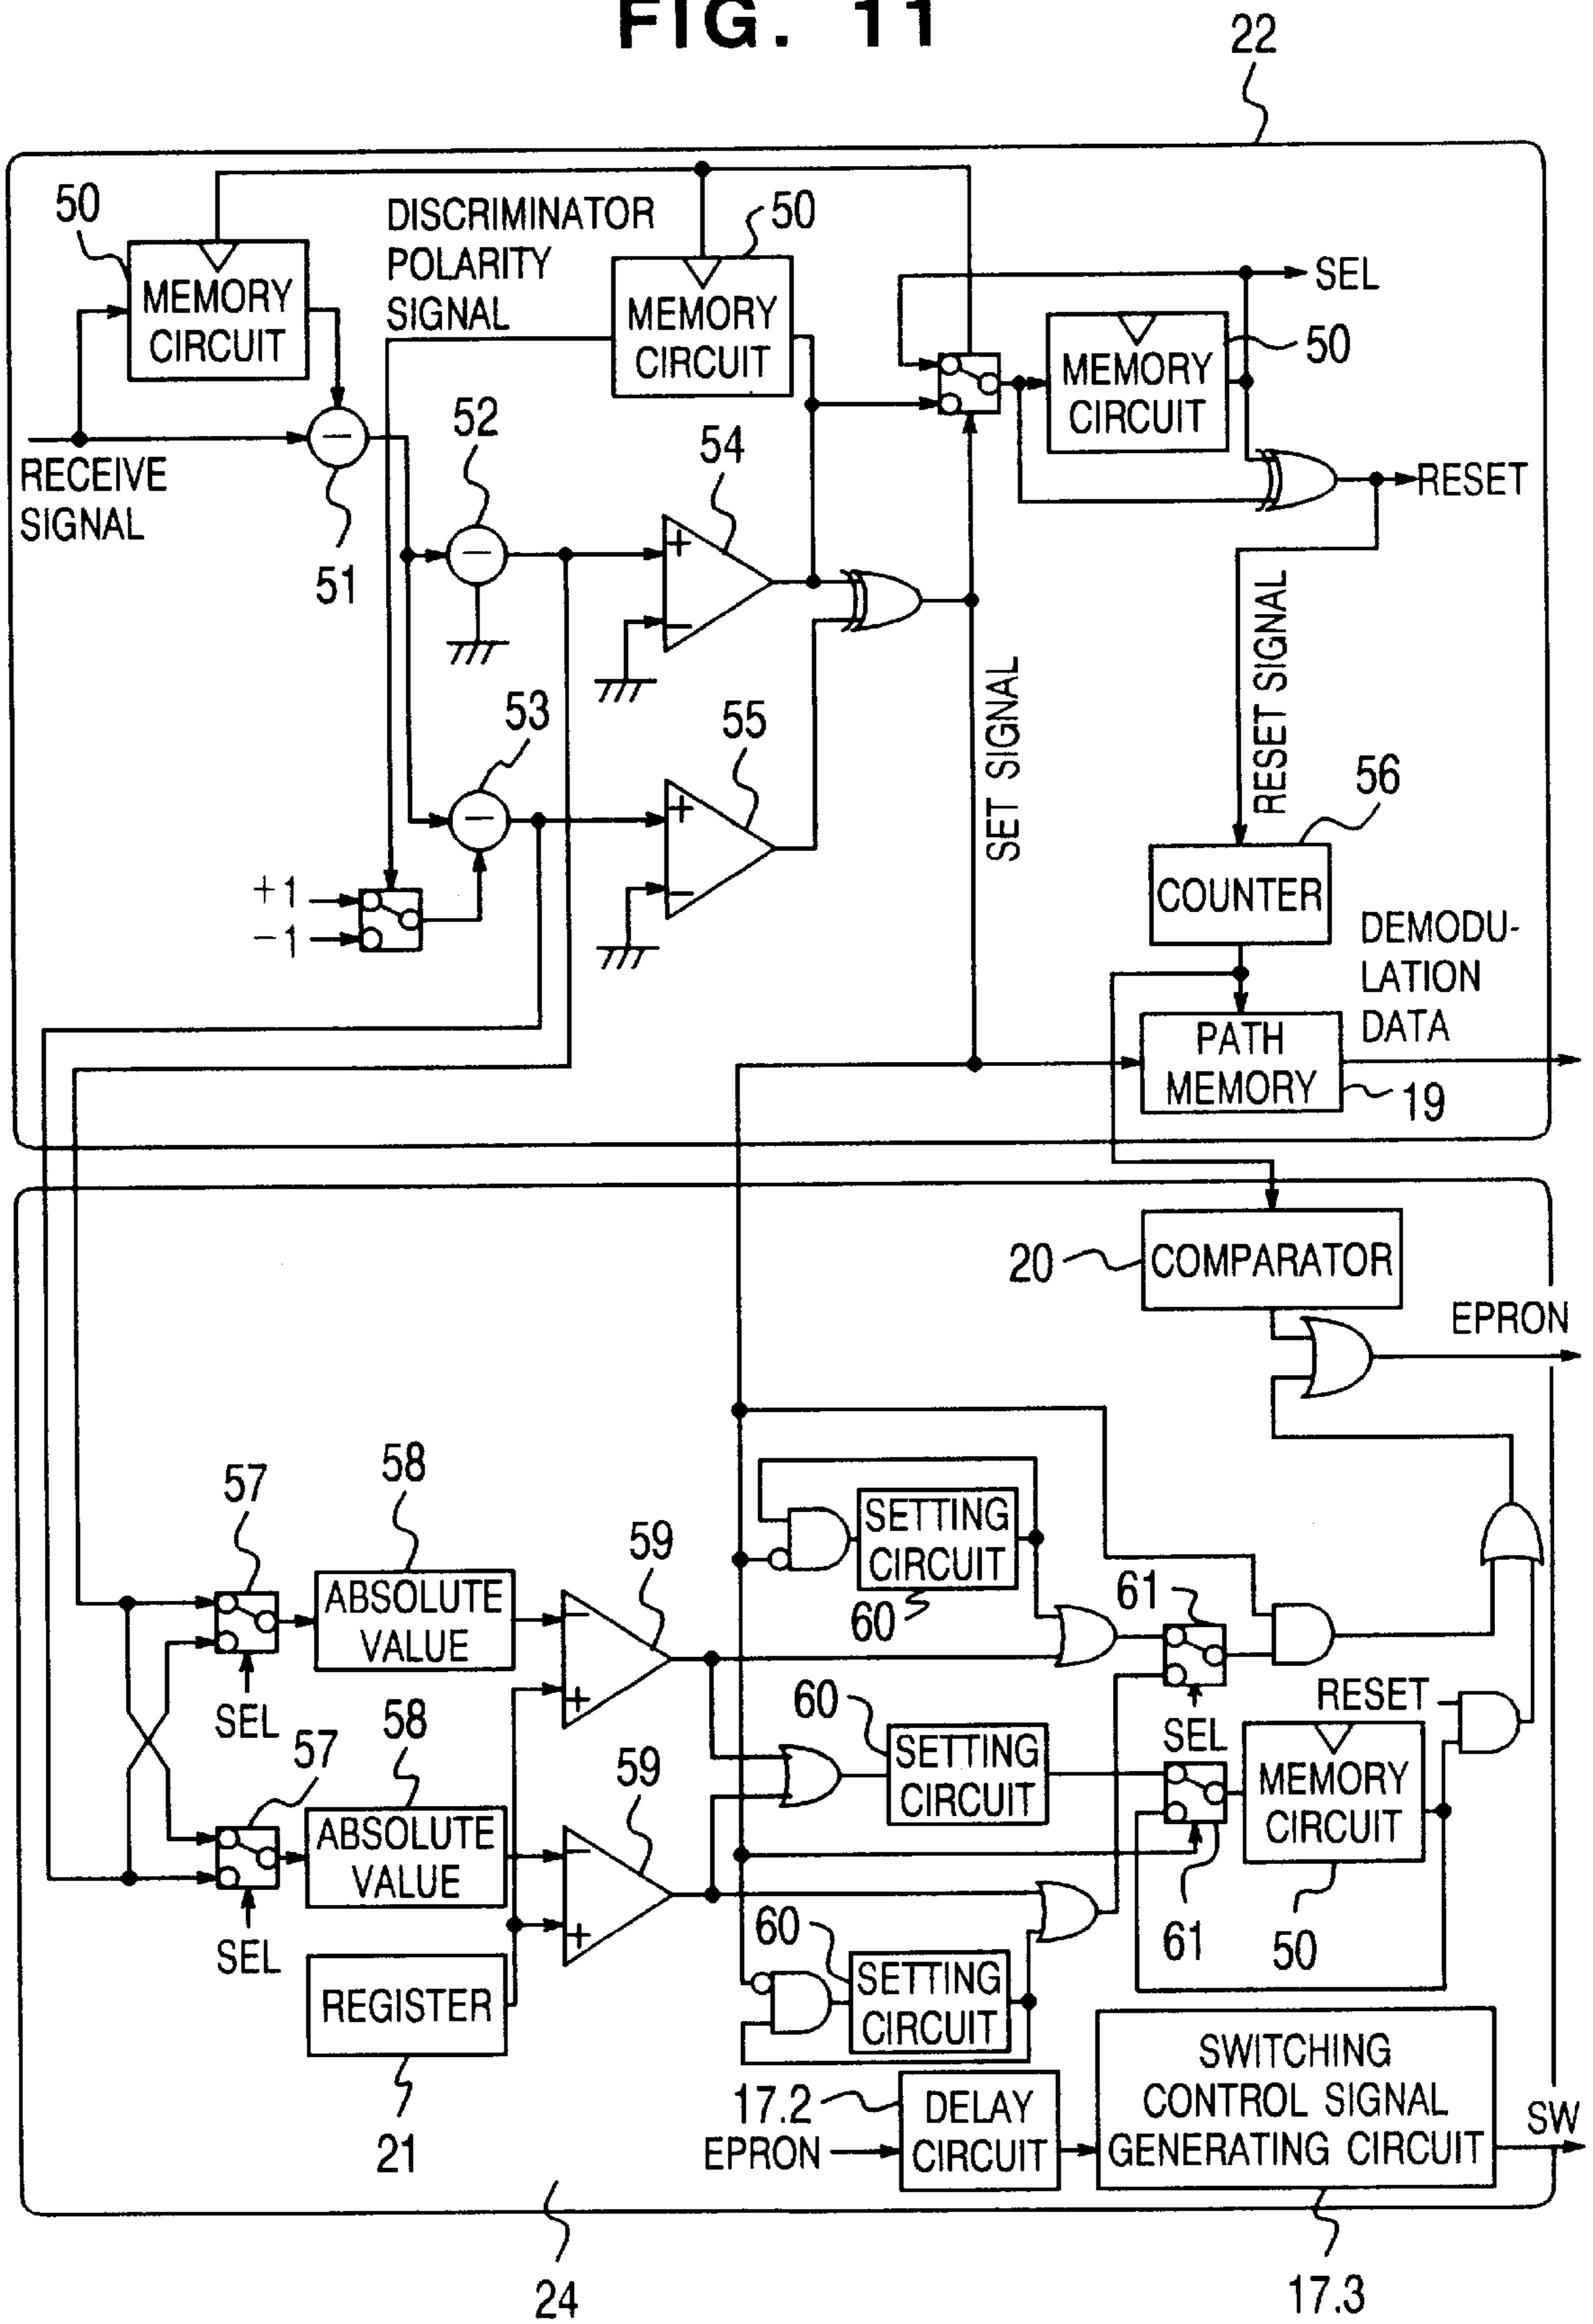 FIG. 11
22
50
MEMORY
CIRCUIT
DISCRIMINATOR
POLARITY
SIGNAL
50
MEMORY
CIRCUIT
SEL
50
MEMORY
CIRCUIT
RECEIVE
SIGNAL
51
52
54
RESET
53
55
+1
−1
SET SIGNAL
RESET SIGNAL
56
COUNTER
DEMODU-
LATION
DATA
PATH
MEMORY
19
20
COMPARATOR
EPRON
57
58
ABSOLUTE
VALUE
SEL
59
SETTING
CIRCUIT
60
61
SEL
57
58
ABSOLUTE
VALUE
SEL
59
60
SETTING
CIRCUIT
RESET
MEMORY
CIRCUIT
61
50
REGISTER
21
60
SETTING
CIRCUIT
17.2
EPRON
DELAY
CIRCUIT
SWITCHING
CONTROL SIGNAL
GENERATING CIRCUIT
SW
24
17.3